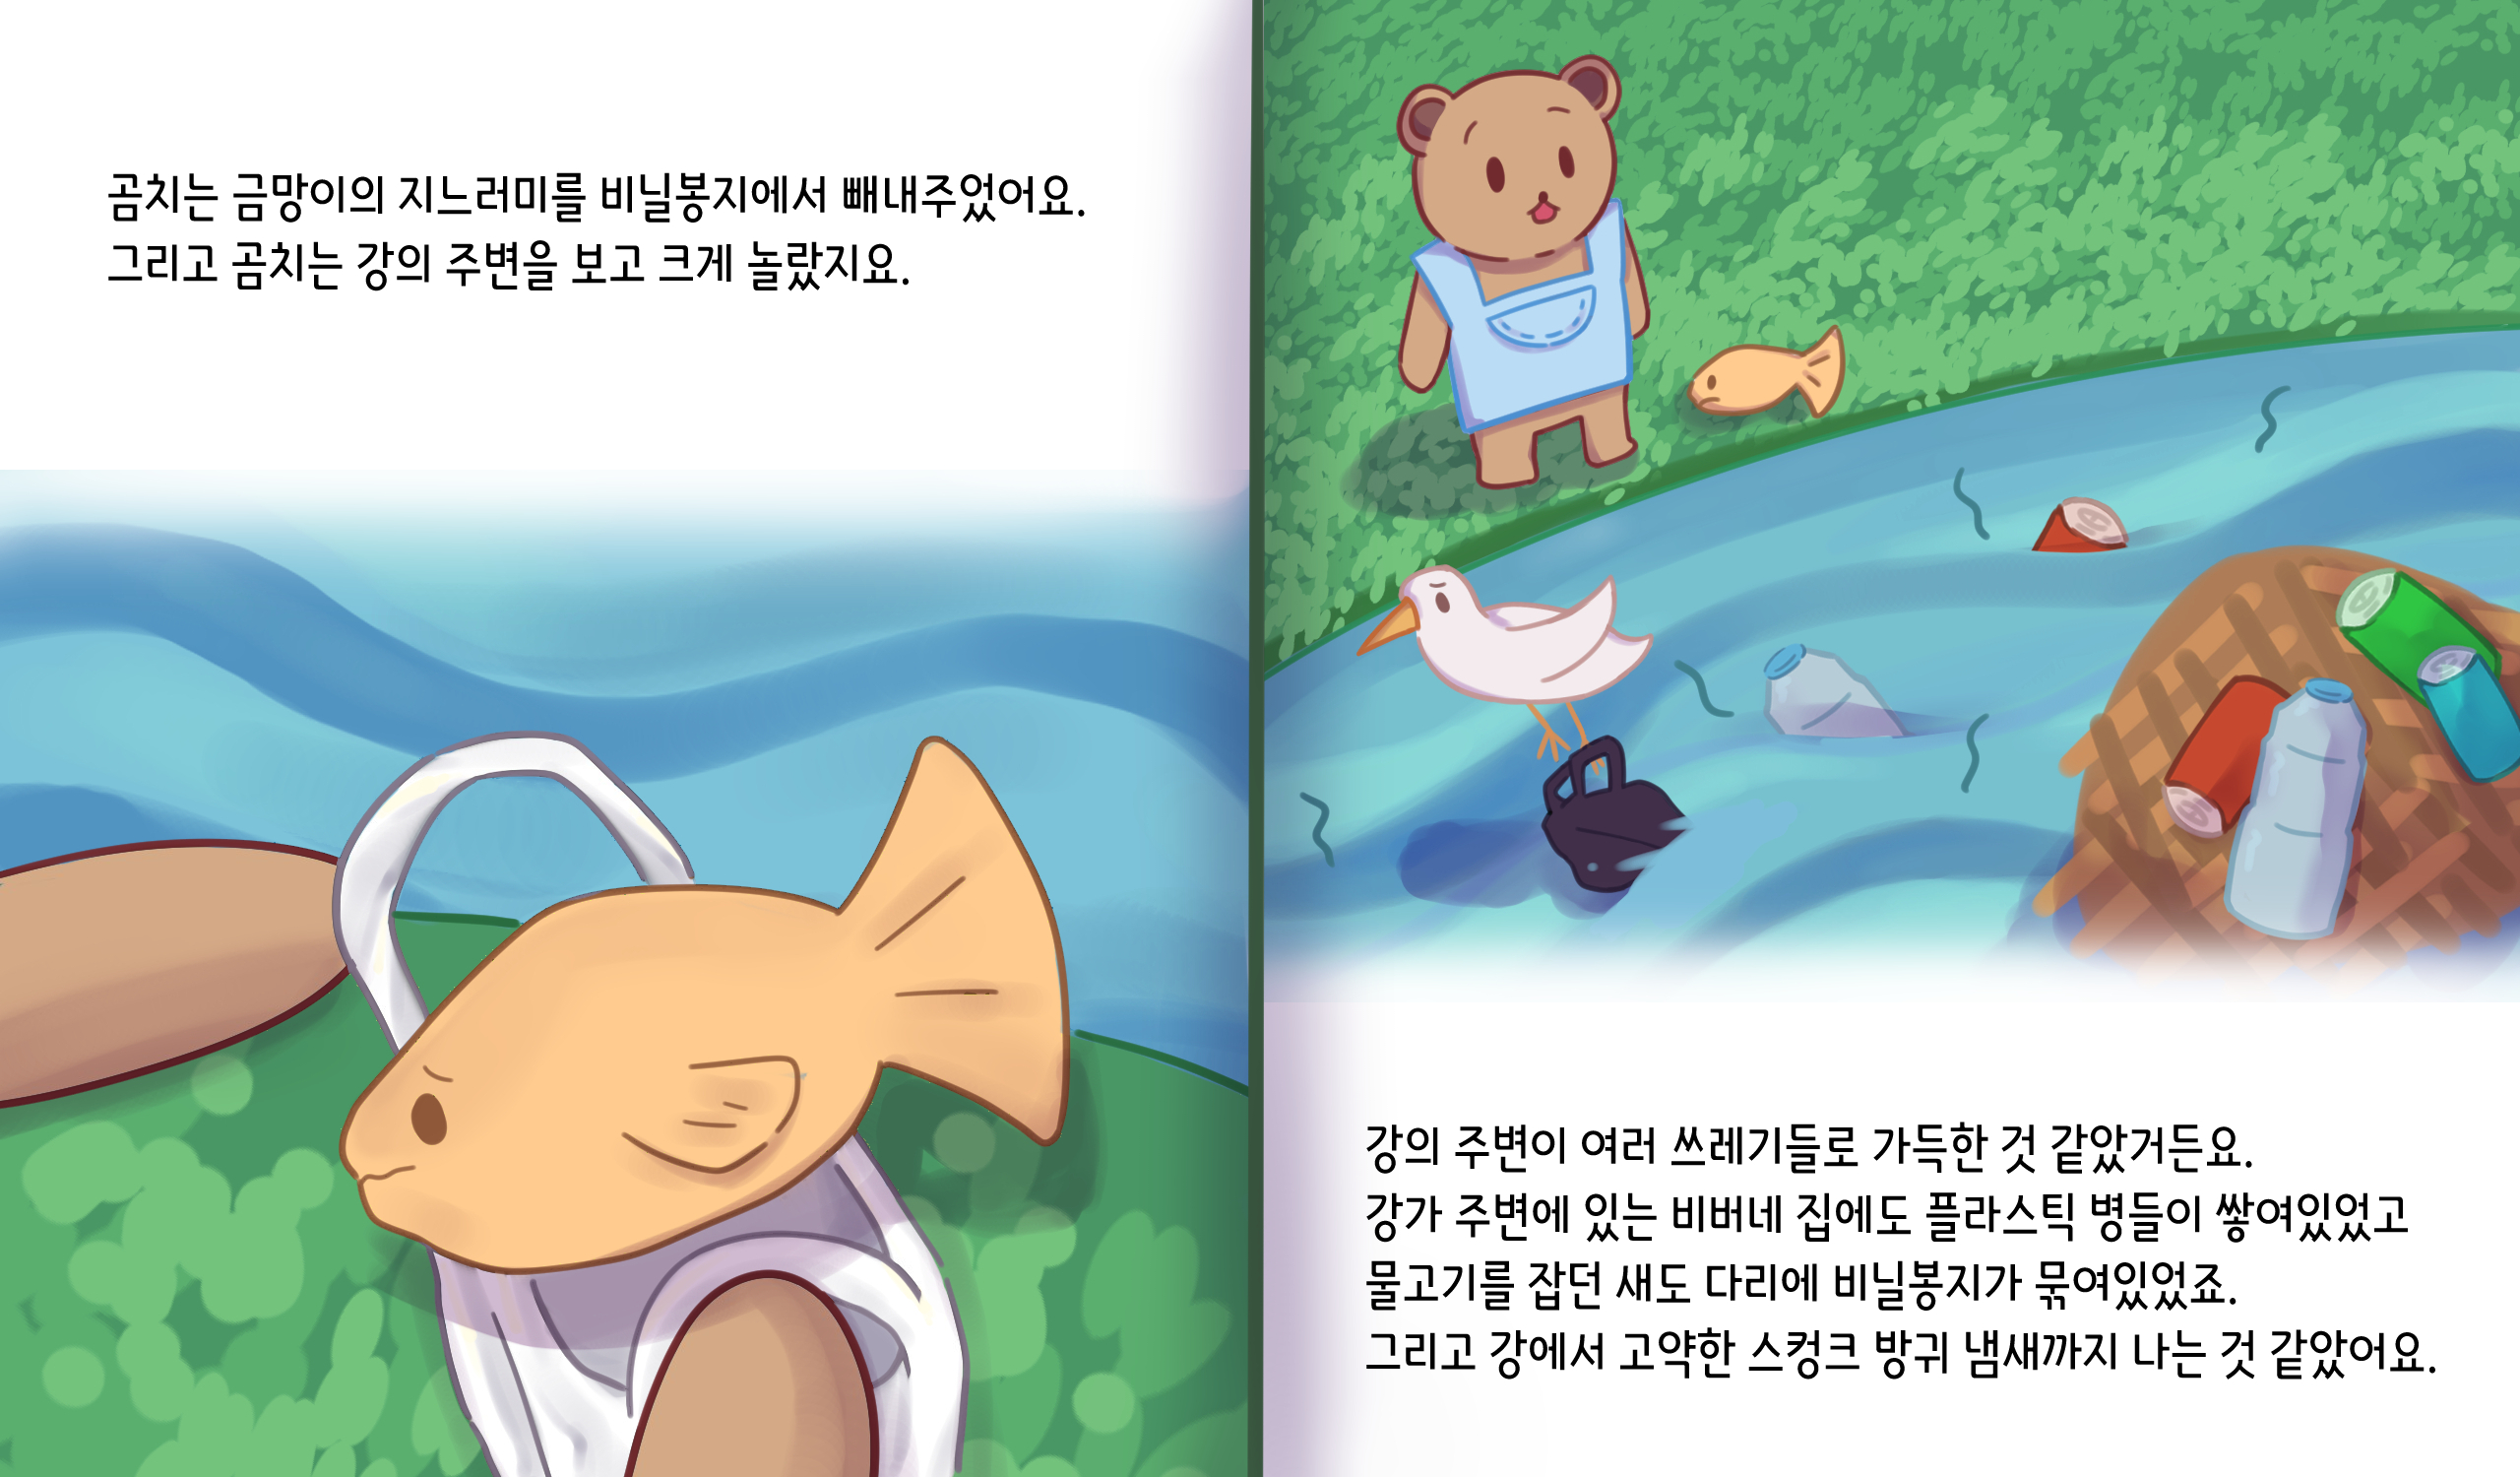 곰치는 금망이의 지느러미를 비닐봉지에서 빼내주었어요.
그리고 곰치는 강의 주변을 보고 크게 놀랐지요.
강의 주변이 여러 쓰레기들로 가득한 것 같았거든요.
강가 주변에 있는 비버네 집에도 플라스틱 병들이 쌓여있었고
물고기를 잡던 새도 다리에 비닐봉지가 묶여있었죠.
그리고 강에서 고약한 스컹크 방귀 냄새까지 나는 것 같았어요.